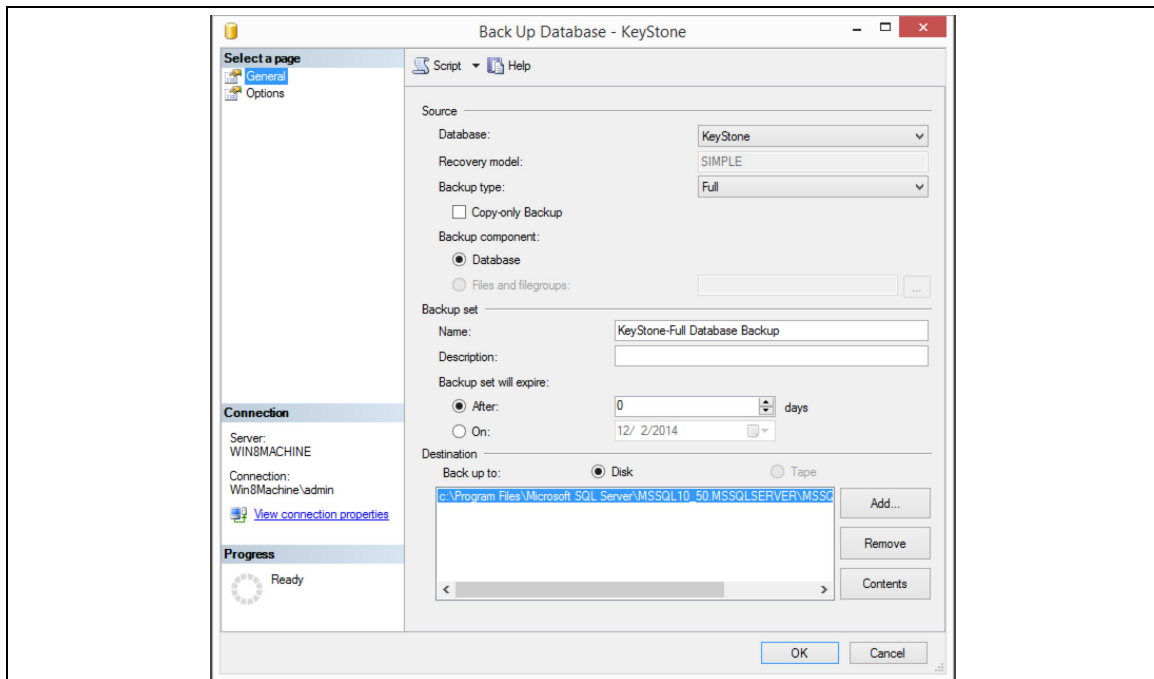 Back Up Database - KeyStone
Select a page
General
Options
Script
Help
Source
Database:
KeyStone
Recovery model:
SIMPLE
Backup type:
Full
Copy-only Backup
Backup component:
Database
Files and filegroups:
...
Backup set
Name:
KeyStone-Full Database Backup
Description:
Backup set will expire:
After:
0
days
On:
12/ 2/2014
Destination
Back up to:
Disk
Tape
c:\Program Files\Microsoft SQL Server\MSSQL10_50.MSSQLSERVER\MSSQ
Add...
Remove
Contents
Connection
Server:
WIN8MACHINE
Connection:
Win8Machine\admin
View connection properties
Progress
Ready
OK
Cancel